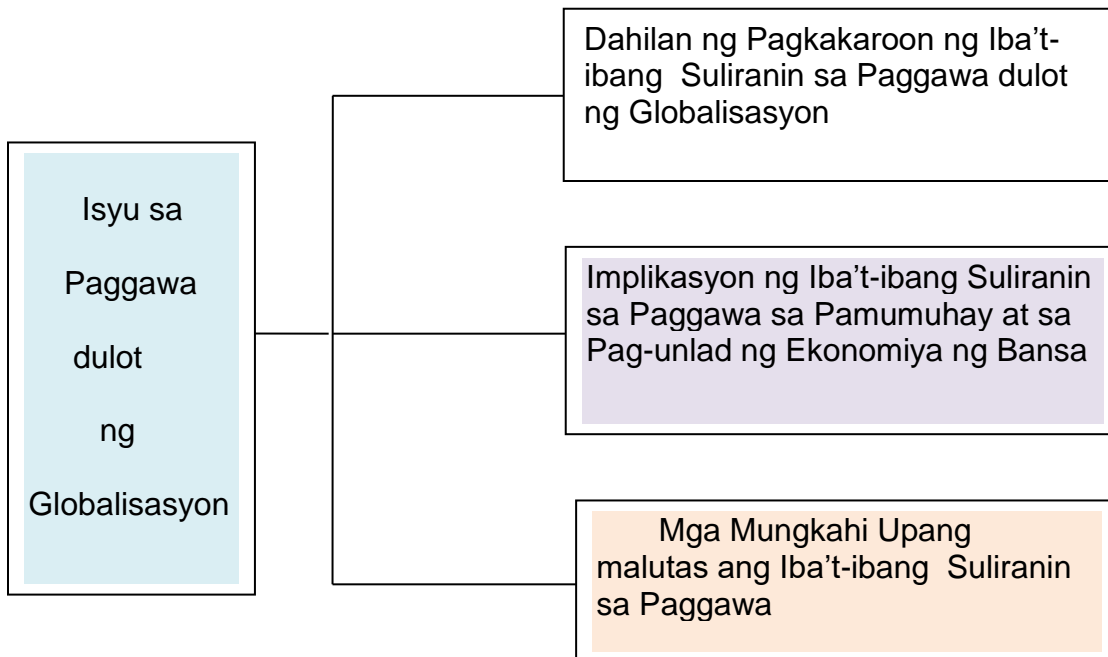 Isyu sa
Paggawa
dulot
ng
Globalisasyon
Dahilan ng Pagkakaroon ng Iba't-
ibang Suliranin sa Paggawa dulot
ng Globalisasyon
Implikasyon ng Iba't-ibang Suliranin
sa Paggawa sa Pamumuhay at sa
Pag-unlad ng Ekonomiya ng Bansa
Mga Mungkahi Upang
malutas ang Iba't-ibang Suliranin
sa Paggawa